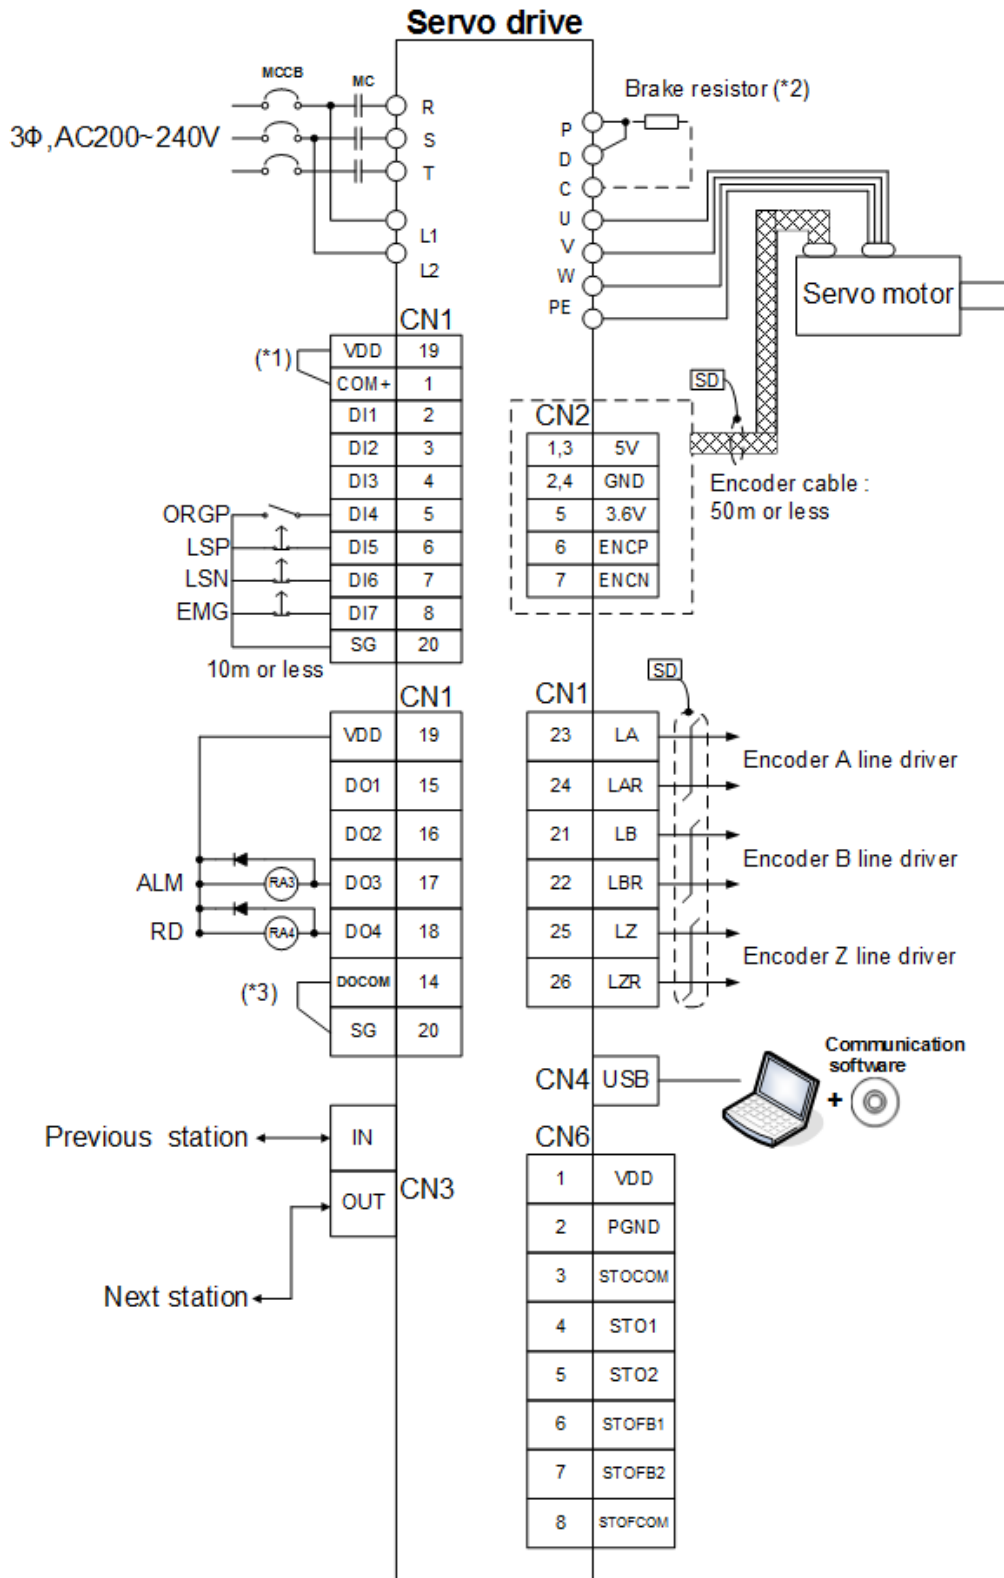 Servo drive
MCCB
MC
3Φ,AC200~240V
R
S
T
L1
L2
Brake resistor (*2)
P
D
C
U
V
W
PE
Servo motor
CN1
(*1)
VDD 19
COM+ 1
DI1 2
DI2 3
DI3 4
ORGP DI4 5
LSP DI5 6
LSN DI6 7
EMG DI7 8
SG 20
10m or less
SD
CN2
1,3 5V
2,4 GND
5 3.6V
6 ENCP
7 ENCN
Encoder cable :
50m or less
CN1
VDD 19
DO1 15
DO2 16
ALM RA3 DO3 17
RD RA4 DO4 18
(*3)
DOCOM 14
SG 20
SD
CN1
23 LA
24 LAR
21 LB
22 LBR
25 LZ
26 LZR
Encoder A line driver
Encoder B line driver
Encoder Z line driver
CN4 USB
Communication
software
+
Previous station IN
OUT CN3
Next station
CN6
1 VDD
2 PGND
3 STOCOM
4 STO1
5 STO2
6 STOFB1
7 STOFB2
8 STOFCOM